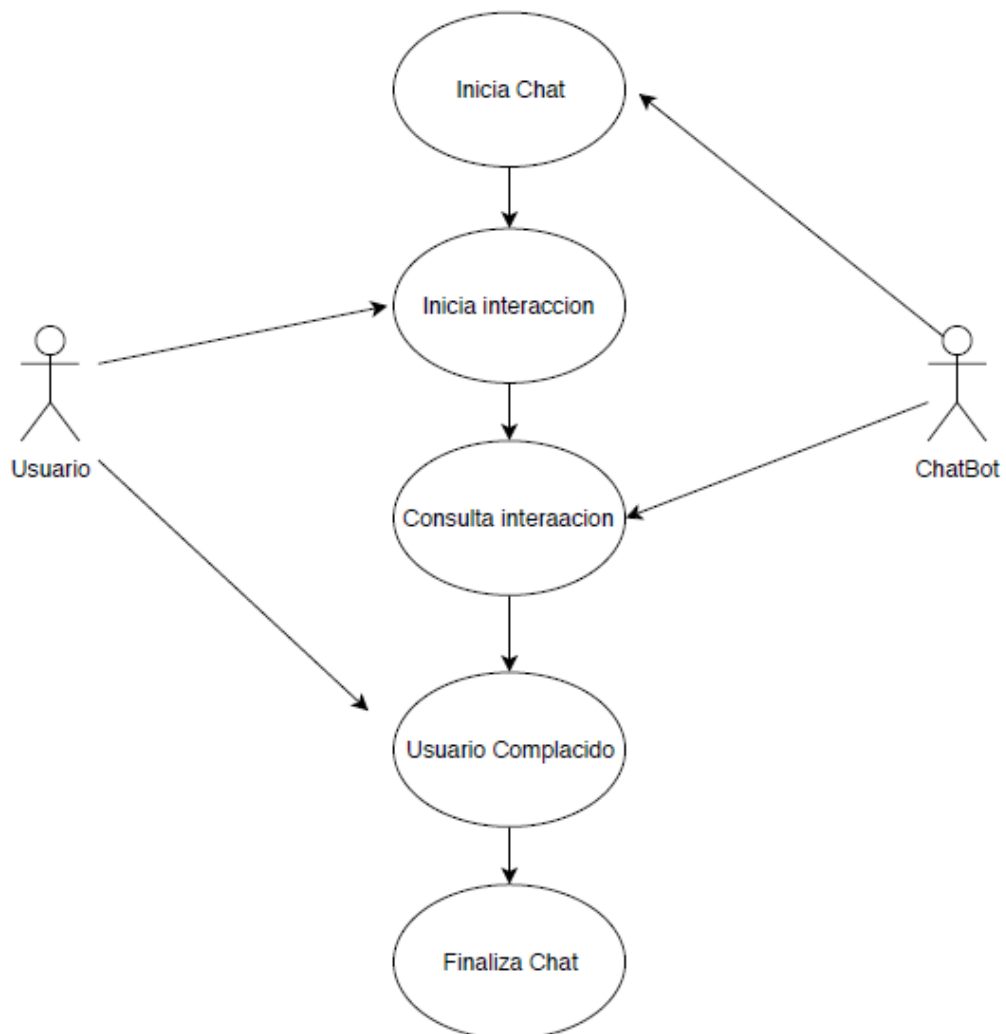 Inicia Chat
Inicia interaccion
Usuario
ChatBot
Consulta interaacion
Usuario Complacido
Finaliza Chat